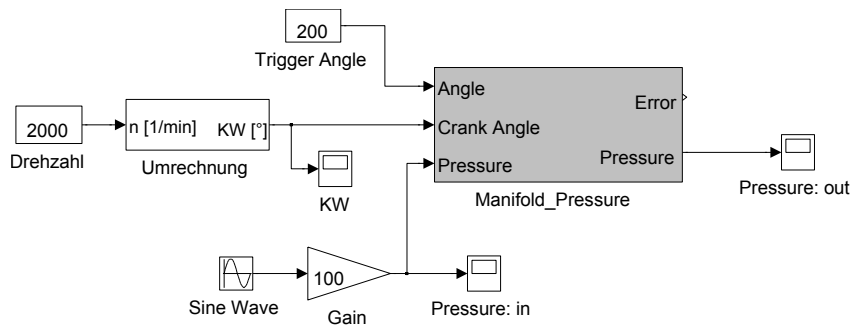 200
Trigger Angle
Angle
Error
2000
n [1/min]
KW [°]
Crank Angle
Drehzahl
Umrechnung
Pressure
Pressure
KW
Manifold_Pressure
Pressure: out
100
Sine Wave
Gain
Pressure: in